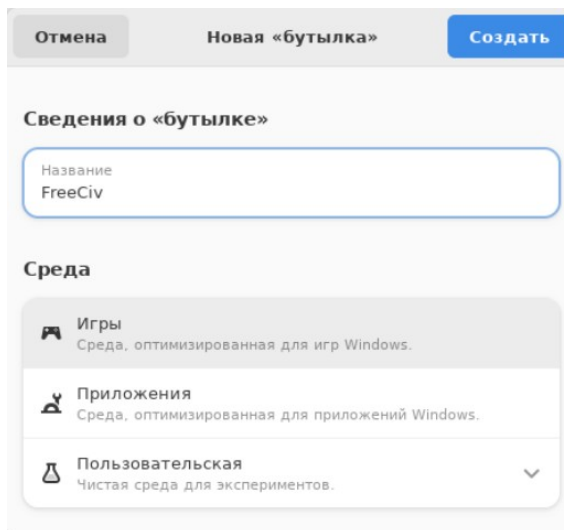 Отмена
Новая «бутылка»
Создать
Сведения о «бутылке»
Название
FreeCiv
Среда
Игры
Среда, оптимизированная для игр Windows.
Приложения
Среда, оптимизированная для приложений Windows.
Пользовательская
Чистая среда для экспериментов.